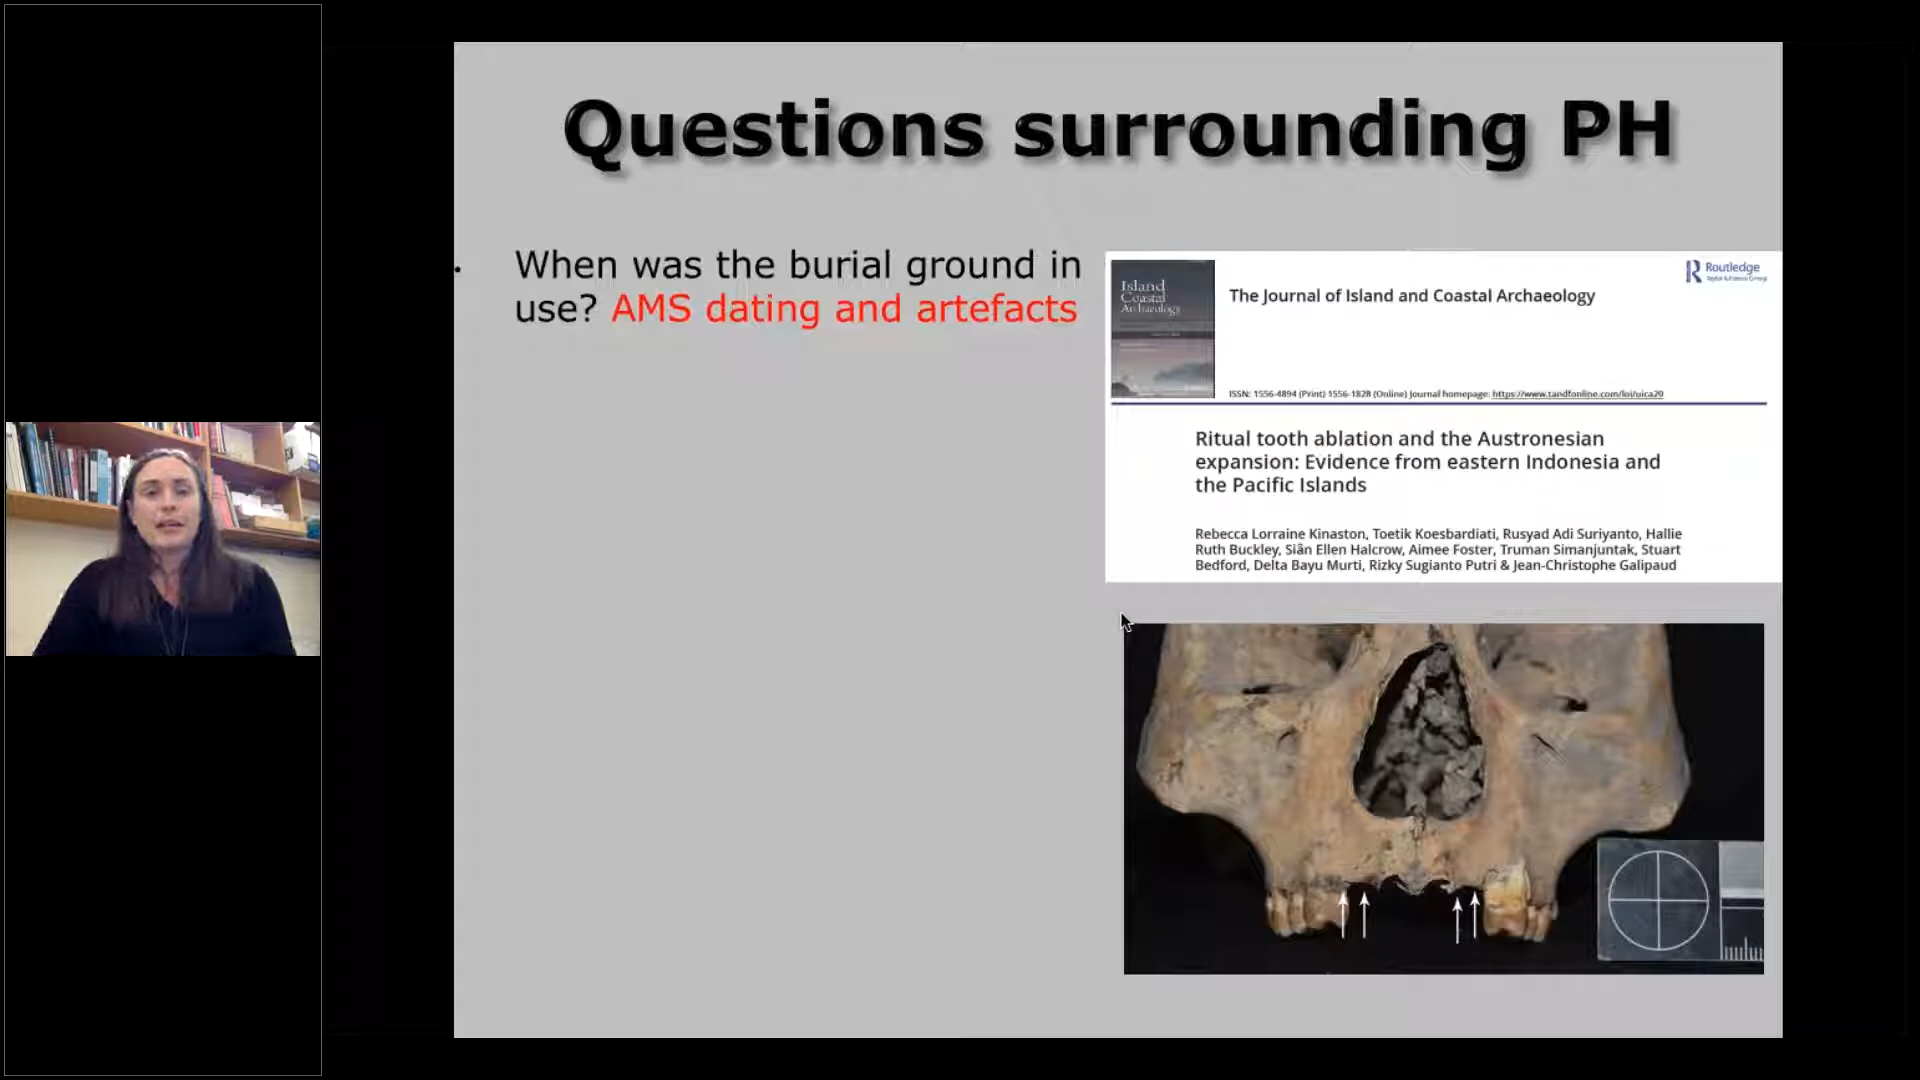 Questions surrounding PH
• When was the burial ground in
use? AMS dating and artefacts
Island
Coastal
Archaeology
Routledge
Taylor & Francis Group
The Journal of Island and Coastal Archaeology
ISSN: 1556-4894 (Print) 1556-1828 (Online) Journal homepage: https://www.tandfonline.com/loi/uica20
Ritual tooth ablation and the Austronesian
expansion: Evidence from eastern Indonesia and
the Pacific Islands
Rebecca Lorraine Kinaston, Toetik Koesbardiati, Rusyad Adi Suriyanto, Hallie
Ruth Buckley, Siân Ellen Halcrow, Aimee Foster, Truman Simanjuntak, Stuart
Bedford, Delta Bayu Murti, Rizky Sugianto Putri & Jean-Christophe Galipaud